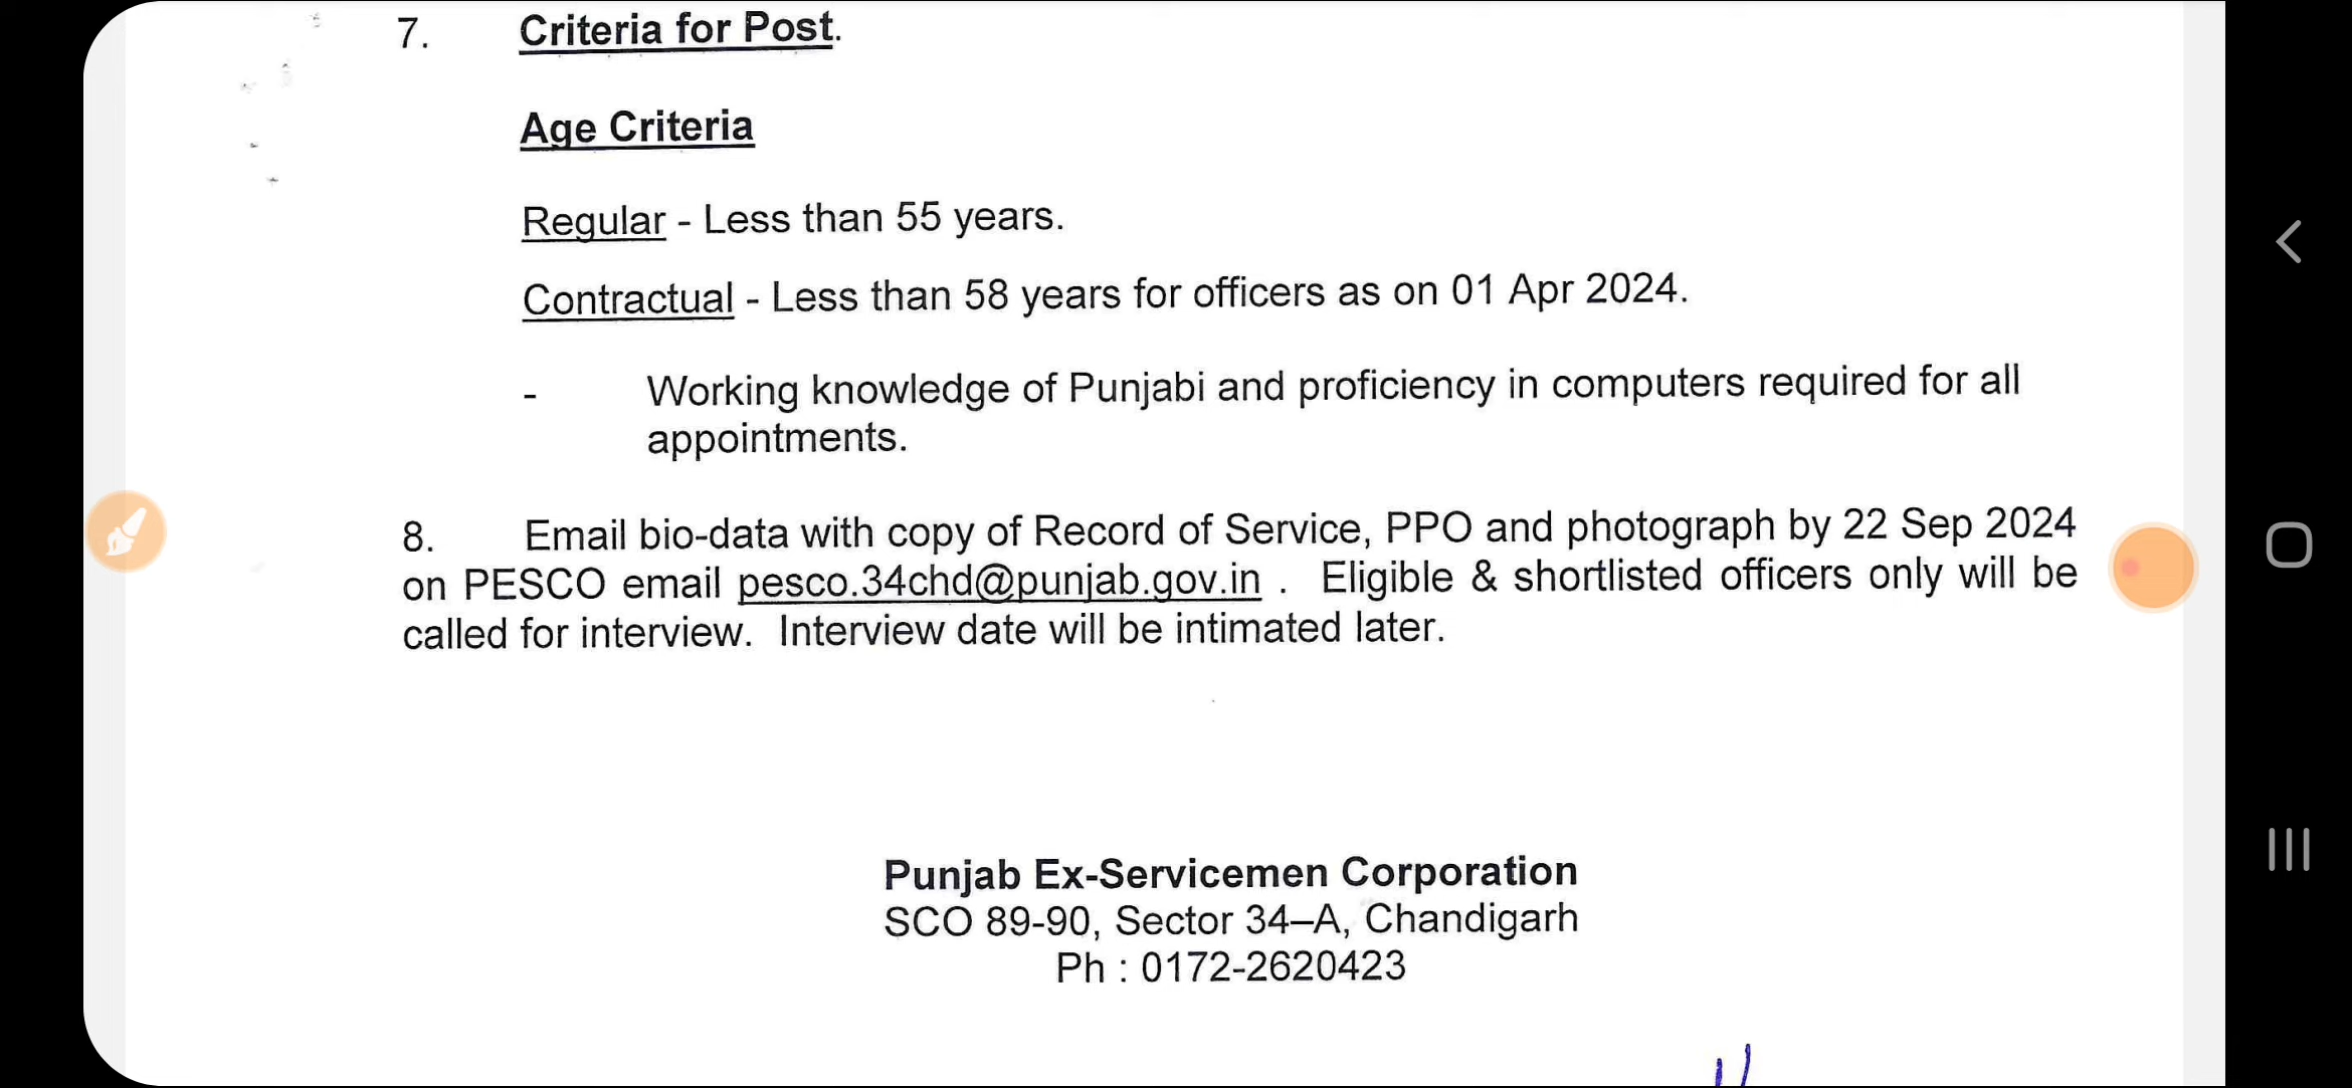 7. Criteria for Post.
Age Criteria
Regular - Less than 55 years.
Contractual - Less than 58 years for officers as on 01 Apr 2024.
- Working knowledge of Punjabi and proficiency in computers required for all
appointments.
8. Email bio-data with copy of Record of Service, PPO and photograph by 22 Sep 2024
on PESCO email pesco.34chd@punjab.gov.in . Eligible & shortlisted officers only will be
called for interview. Interview date will be intimated later.
Punjab Ex-Servicemen Corporation
SCO 89-90, Sector 34–A, Chandigarh
Ph : 0172-2620423